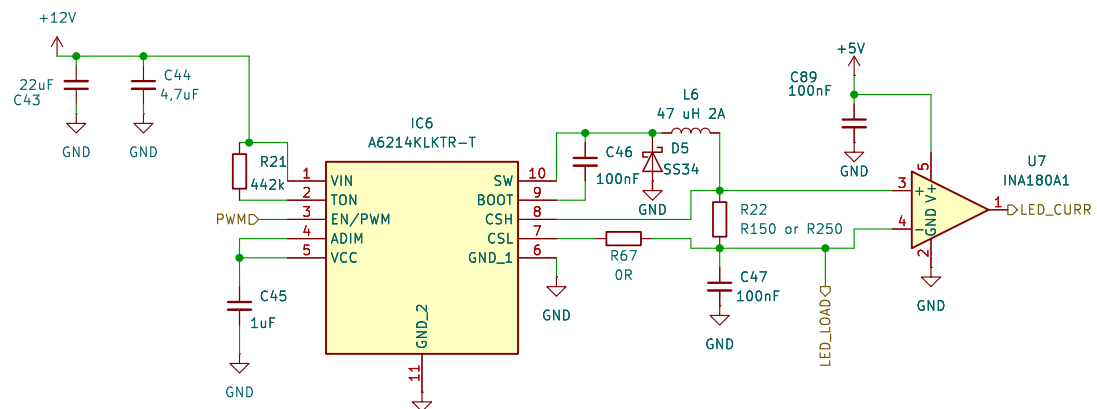 +12V
22uF
C43
GND
C44
4,7uF
GND
R21
442k
IC6
A6214KLKTR-T
1 VIN
2 TON
PWM 3 EN/PWM
4 ADIM
5 VCC
SW 10
BOOT 9
CSH 8
CSL 7
GND_1 6
GND_2
11
C45
1uF
GND
C46
100nF
D5
SS34
GND
L6
47 uH 2A
R22
R150 or R250
R67
0R
GND
C47
100nF
GND
LED_LOAD
+5V
C89
100nF
GND
U7
INA180A1
3 +
4 −
5 V+
GND 2
1 LED_CURR
GND